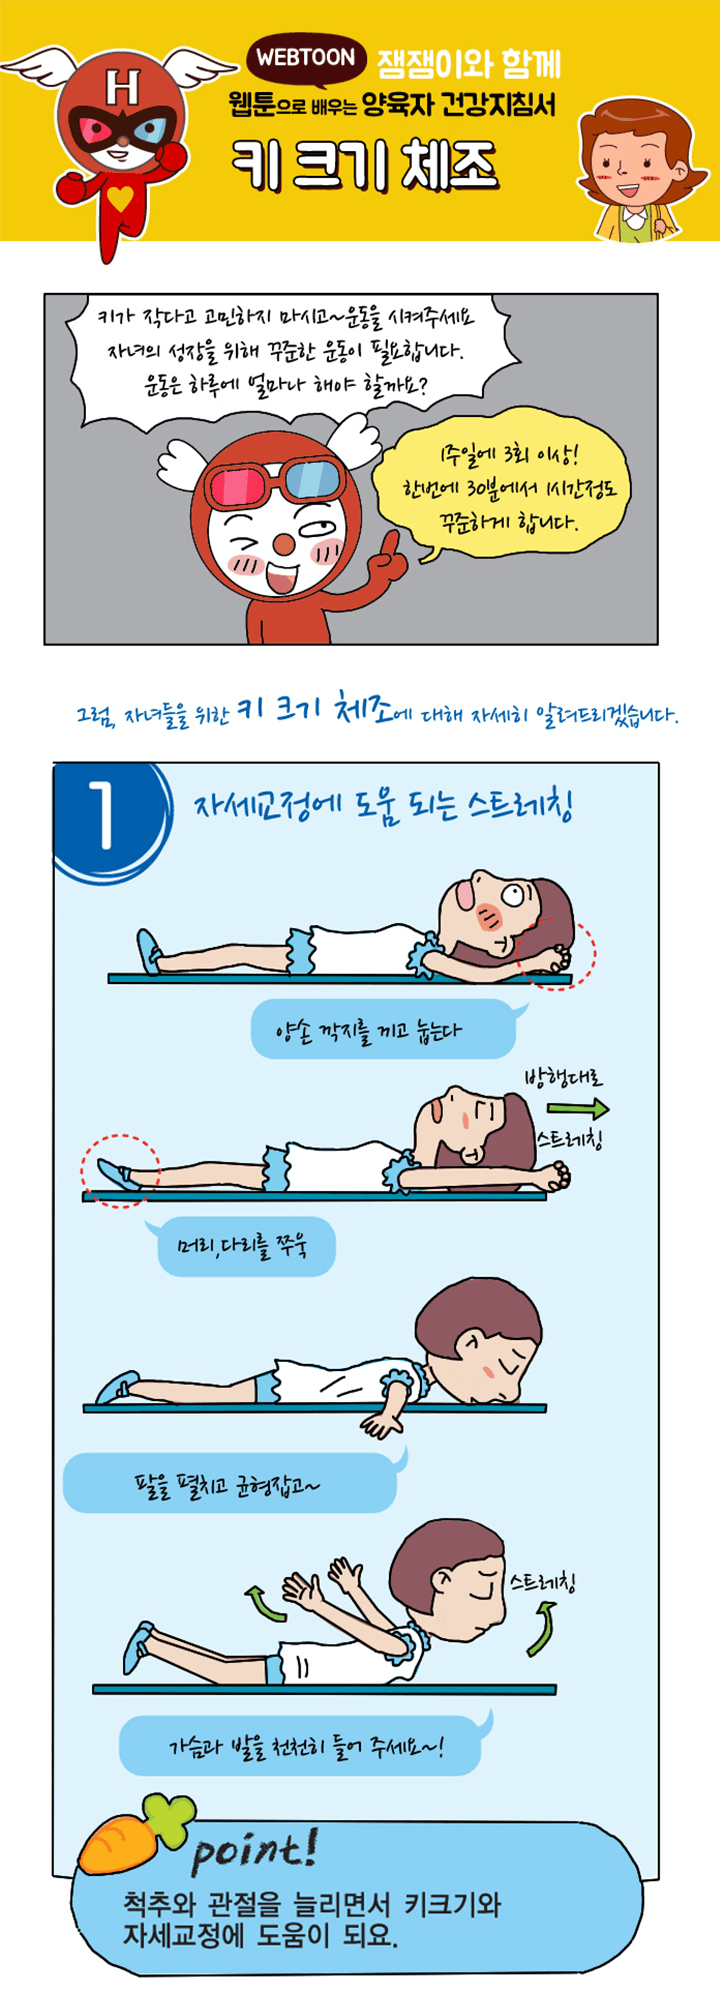 WEBTOON 잼잼이와 함께
웹툰으로 배우는 양육자 건강지침서
키 크기 체조
H
키가 작다고 고민하지 마시고~운동을 시켜주세요
자녀의 성장을 위해 꾸준한 운동이 필요합니다.
운동은 하루에 얼마나 해야 할까요?
1주일에 3회 이상!
한번에 30분에서 1시간정도
꾸준하게 합니다.
그럼, 자녀들을 위한 키 크기 체조에 대해 자세히 알려드리겠습니다.
1 자세교정에 도움 되는 스트레칭
양손 깍지를 끼고 눕는다
방향대로
스트레칭
머리,다리를 쭈욱
팔을 펼치고 균형잡고~
스트레칭
가슴과 발을 천천히 들어 주세요~!
point!
척추와 관절을 늘리면서 키크기와
자세교정에 도움이 되요.